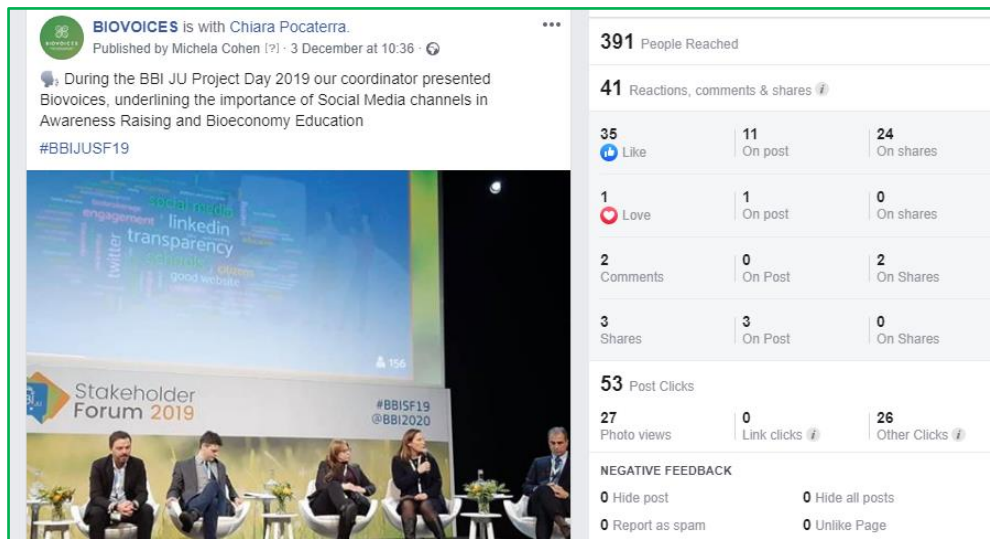 BIOVOICES is with Chiara Pocaterra.
Published by Michela Cohen [?] · 3 December at 10:36 ·
During the BBI JU Project Day 2019 our coordinator presented
Biovoices, underlining the importance of Social Media channels in
Awareness Raising and Bioeconomy Education
#BBIJUSF19
social media
engagement
linkedin
transparency
twitter
schools
citizens
good website
156
Stakeholder
Forum 2019
#BBISF19
@BBI2020
391 People Reached
41 Reactions, comments & shares i
35 11 24
Like On post On shares
1 1 0
Love On post On shares
2 0 2
Comments On Post On Shares
3 3 0
Shares On Post On Shares
53 Post Clicks
27 0 26
Photo views Link clicks i Other Clicks i
NEGATIVE FEEDBACK
0 Hide post 0 Hide all posts
0 Report as spam 0 Unlike Page